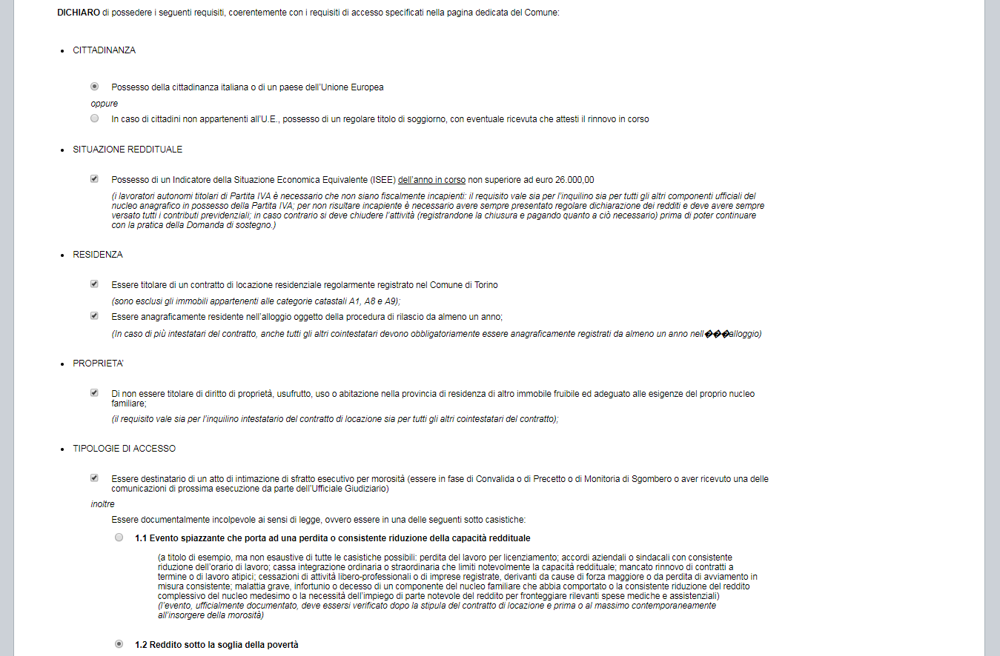 DICHIARO di possedere i seguenti requisiti, coerentemente con i requisiti di accesso specificati nella pagina dedicata del Comune:
CITTADINANZA
Possesso della cittadinanza italiana o di un paese dell'Unione Europea
oppure
In caso di cittadini non appartenenti all'U.E., possesso di un regolare titolo di soggiorno, con eventuale ricevuta che attesti il rinnovo in corso
SITUAZIONE REDDITUALE
Possesso di un Indicatore della Situazione Economica Equivalente (ISEE) dell'anno in corso non superiore ad euro 26.000,00
(i lavoratori autonomi titolari di Partita IVA è necessario che non siano fiscalmente incapienti: il requisito vale sia per l'inquilino sia per tutti gli altri componenti ufficiali del
nucleo anagrafico in possesso della Partita IVA; per non risultare incapiente è necessario avere sempre presentato regolare dichiarazione dei redditi e deve avere sempre
versato tutti i contributi previdenziali; in caso contrario si deve chiudere l'attività (registrandone la chiusura e pagando quanto a ciò necessario) prima di poter continuare
con la pratica della Domanda di sostegno.)
RESIDENZA
Essere titolare di un contratto di locazione residenziale regolarmente registrato nel Comune di Torino
(sono esclusi gli immobili appartenenti alle categorie catastali A1, A8 e A9);
Essere anagraficamente residente nell'alloggio oggetto della procedura di rilascio da almeno un anno;
(In caso di più intestatari del contratto, anche tutti gli altri cointestatari devono obbligatoriamente essere anagraficamente registrati da almeno un anno nell���alloggio)
PROPRIETA'
Di non essere titolare di diritto di proprietà, usufrutto, uso o abitazione nella provincia di residenza di altro immobile fruibile ed adeguato alle esigenze del proprio nucleo
familiare;
(il requisito vale sia per l'inquilino intestatario del contratto di locazione sia per tutti gli altri cointestatari del contratto);
TIPOLOGIE DI ACCESSO
Essere destinatario di un atto di intimazione di sfratto esecutivo per morosità (essere in fase di Convalida o di Precetto o di Monitoria di Sgombero o aver ricevuto una delle
comunicazioni di prossima esecuzione da parte dell'Ufficiale Giudiziario)
inoltre
Essere documentalmente incolpevole ai sensi di legge, ovvero essere in una delle seguenti sotto casistiche:
1.1 Evento spiazzante che porta ad una perdita o consistente riduzione della capacità reddituale
(a titolo di esempio, ma non esaustive di tutte le casistiche possibili: perdita del lavoro per licenziamento; accordi aziendali o sindacali con consistente
riduzione dell'orario di lavoro; cassa integrazione ordinaria o straordinaria che limiti notevolmente la capacità reddituale; mancato rinnovo di contratti a
termine o di lavoro atipici; cessazioni di attività libero-professionali o di imprese registrate, derivanti da cause di forza maggiore o da perdita di avviamento in
misura consistente; malattia grave, infortunio o decesso di un componente del nucleo familiare che abbia comportato o la consistente riduzione del reddito
complessivo del nucleo medesimo o la necessità dell'impiego di parte notevole del reddito per fronteggiare rilevanti spese mediche e assistenziali)
(l'evento, ufficialmente documentato, deve essersi verificato dopo la stipula del contratto di locazione e prima o al massimo contemporaneamente
all'insorgere della morosità)
1.2 Reddito sotto la soglia della povertà